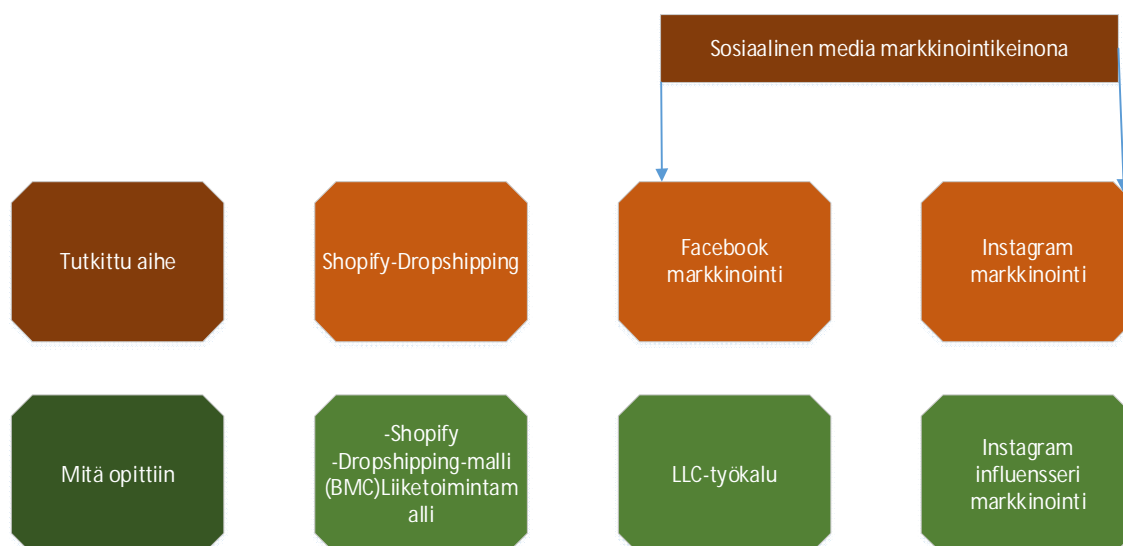 Sosiaalinen media markkinointikeinona
Tutkittu aihe
Shopify-Dropshipping
Facebook
markkinointi
Instagram
markkinointi
Mitä opittiin
-Shopify
-Dropshipping-malli
(BMC)Liiketoimintam
alli
LLC-työkalu
Instagram
influensseri
markkinointi